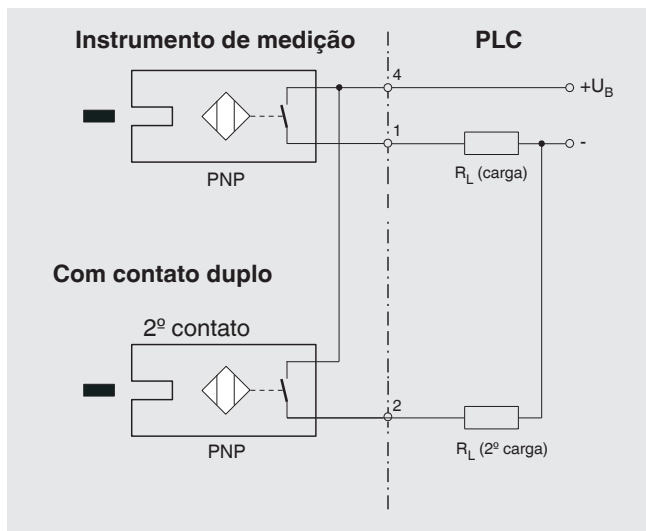 Instrumento de medição
PLC
4
+U_B
1
-
R_L (carga)
PNP
Com contato duplo
2º contato
2
R_L (2º carga)
PNP